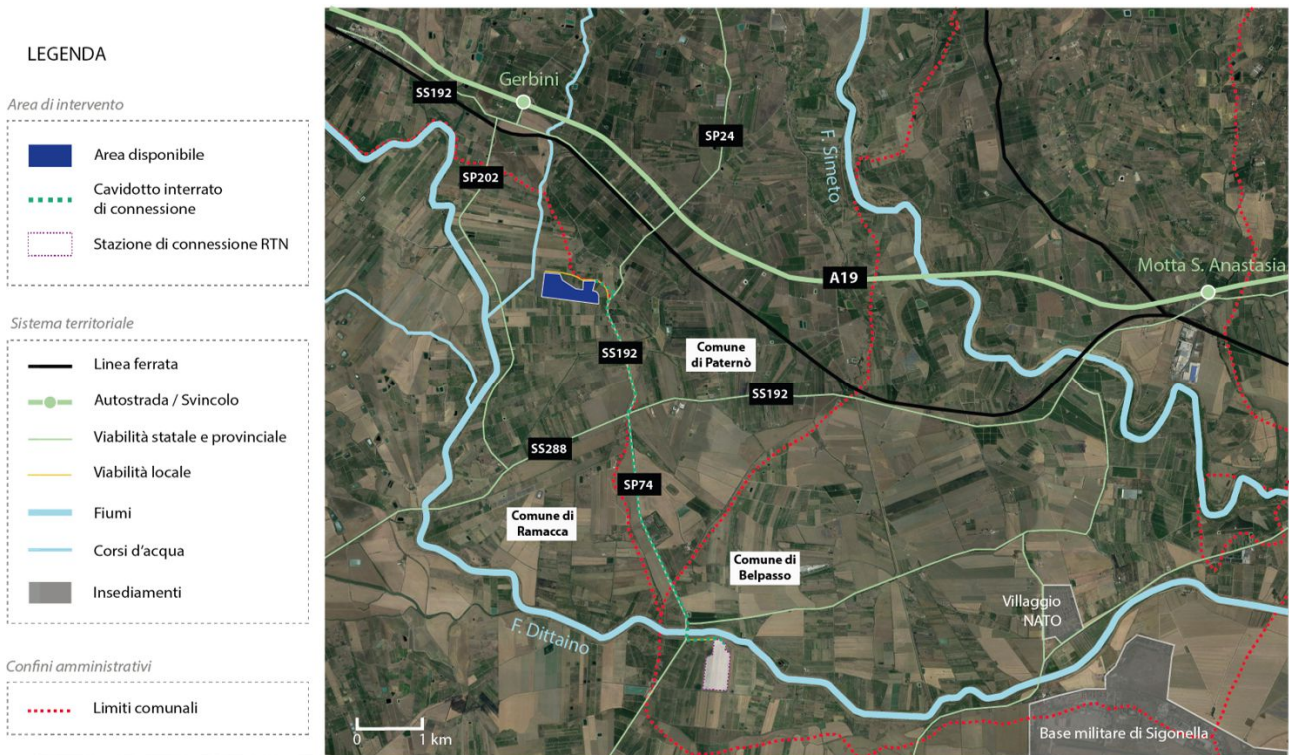 LEGENDA
Area di intervento
Area disponibile
Cavidotto interrato
di connessione
Stazione di connessione RTN
Sistema territoriale
Linea ferrata
Autostrada / Svincolo
Viabilità statale e provinciale
Viabilità locale
Fiumi
Corsi d'acqua
Insediamenti
Confini amministrativi
Limiti comunali
Gerbini
SS192
SP24
SP202
F. Simeto
Motta S. Anastasia
A19
SS192
Comune
di Paternò
SS192
SS288
SP74
Comune di
Ramacca
Comune di
Belpasso
Villaggio
NATO
F. Dittaino
Base militare di Sigonella
0 1 km